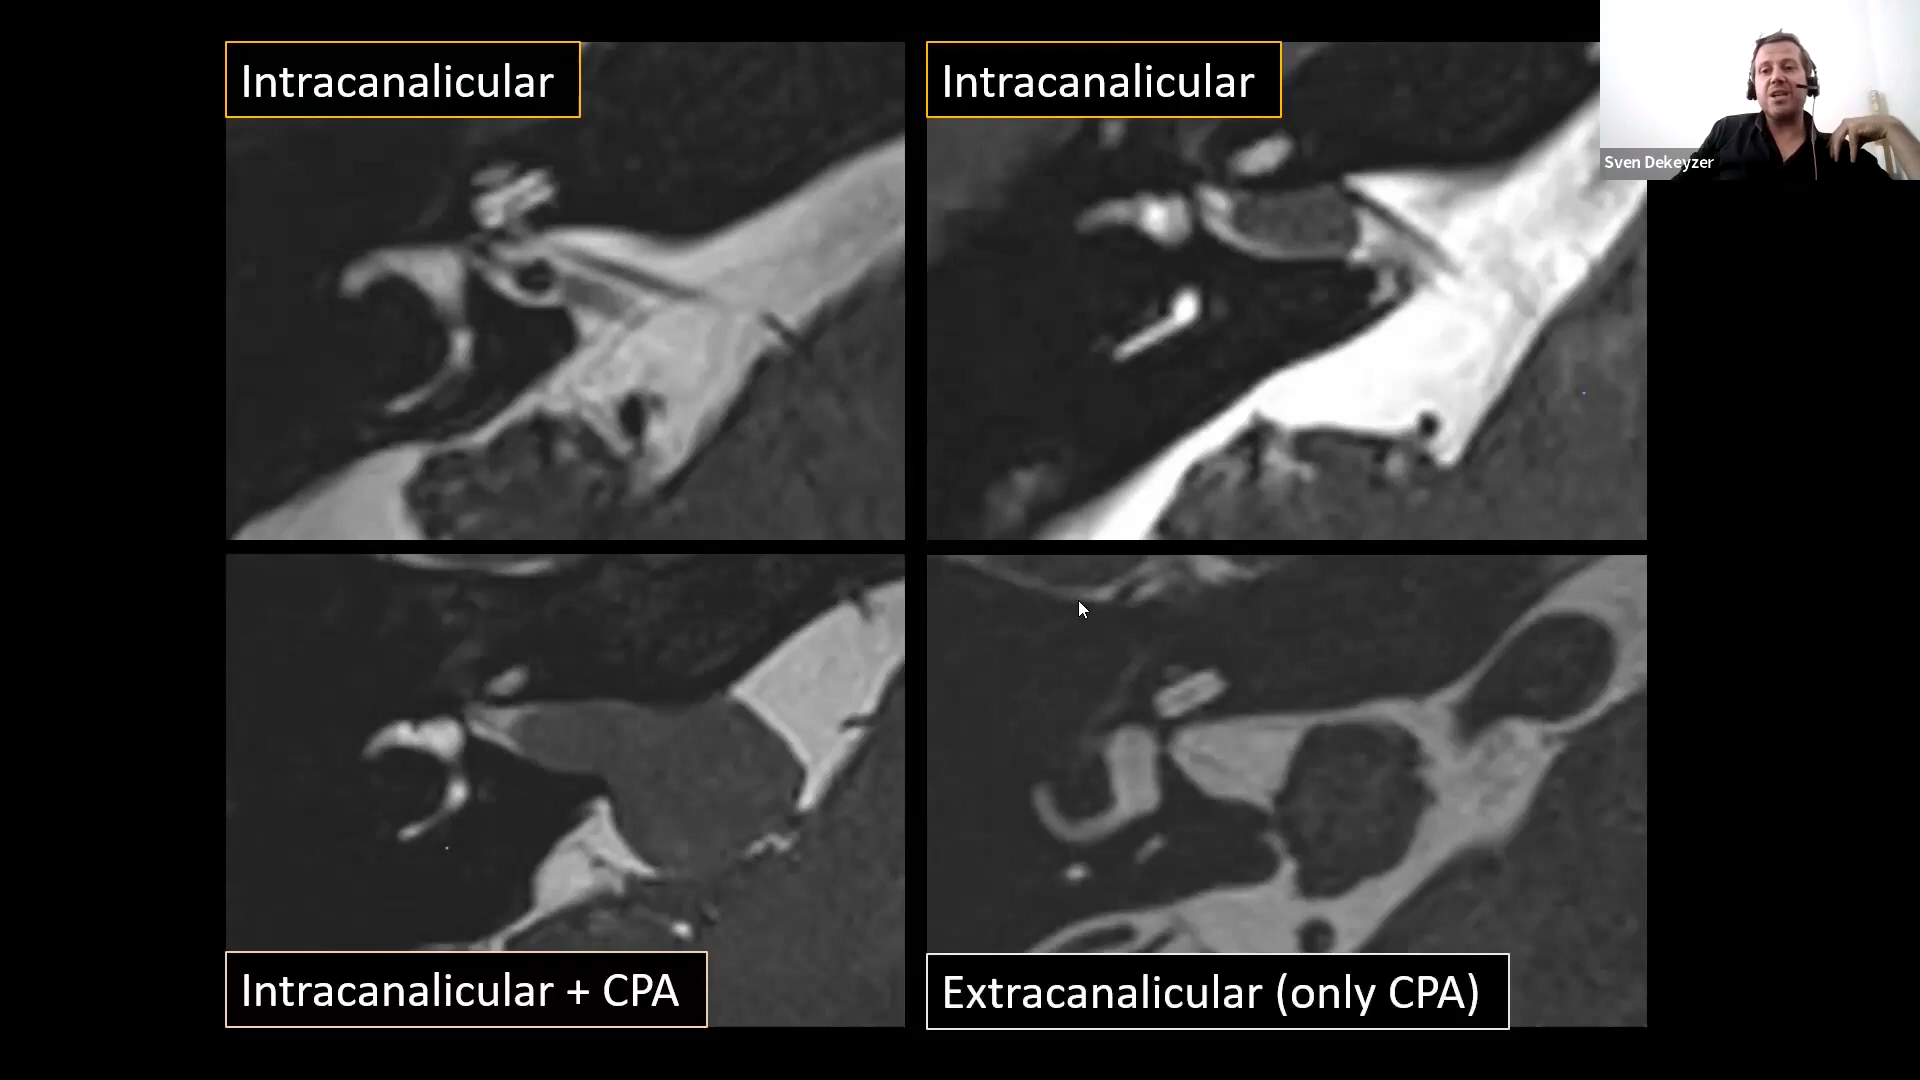 Intracanalicular
Intracanalicular
Sven Dekeyzer
Intracanalicular + CPA
Extracanalicular (only CPA)